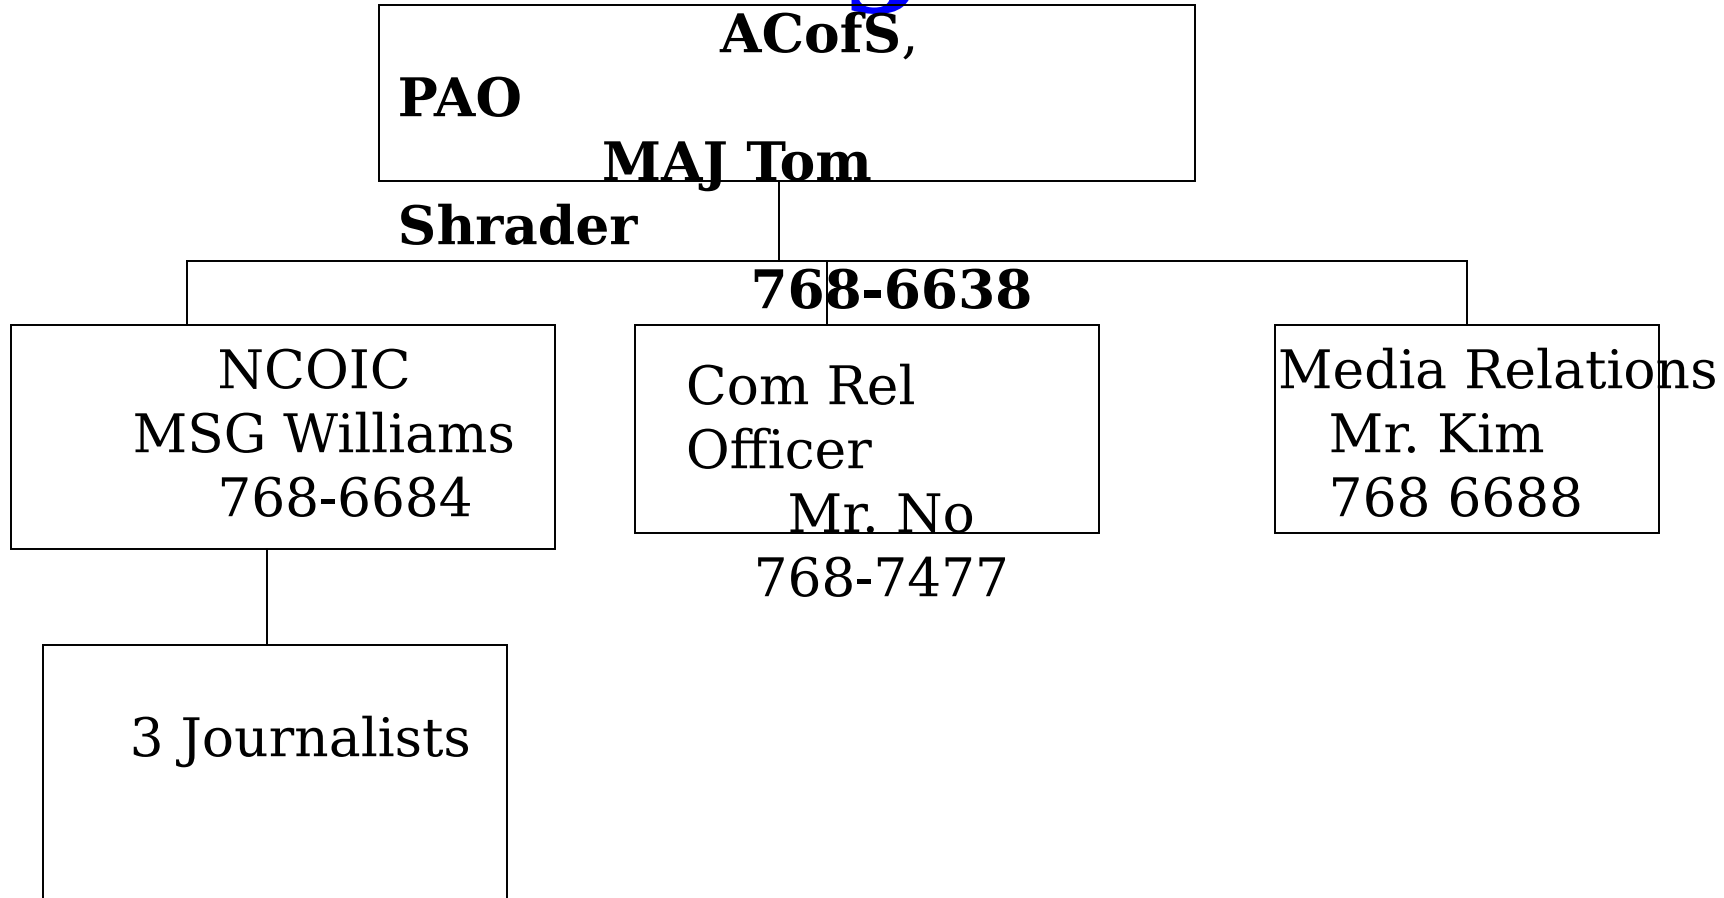 ACofS,
PAO
MAJ Tom
Shrader
768-6638
NCOIC
MSG Williams
768-6684
Com Rel
Officer
Mr. No
768-7477
Media Relations
Mr. Kim
768 6688
3 Journalists